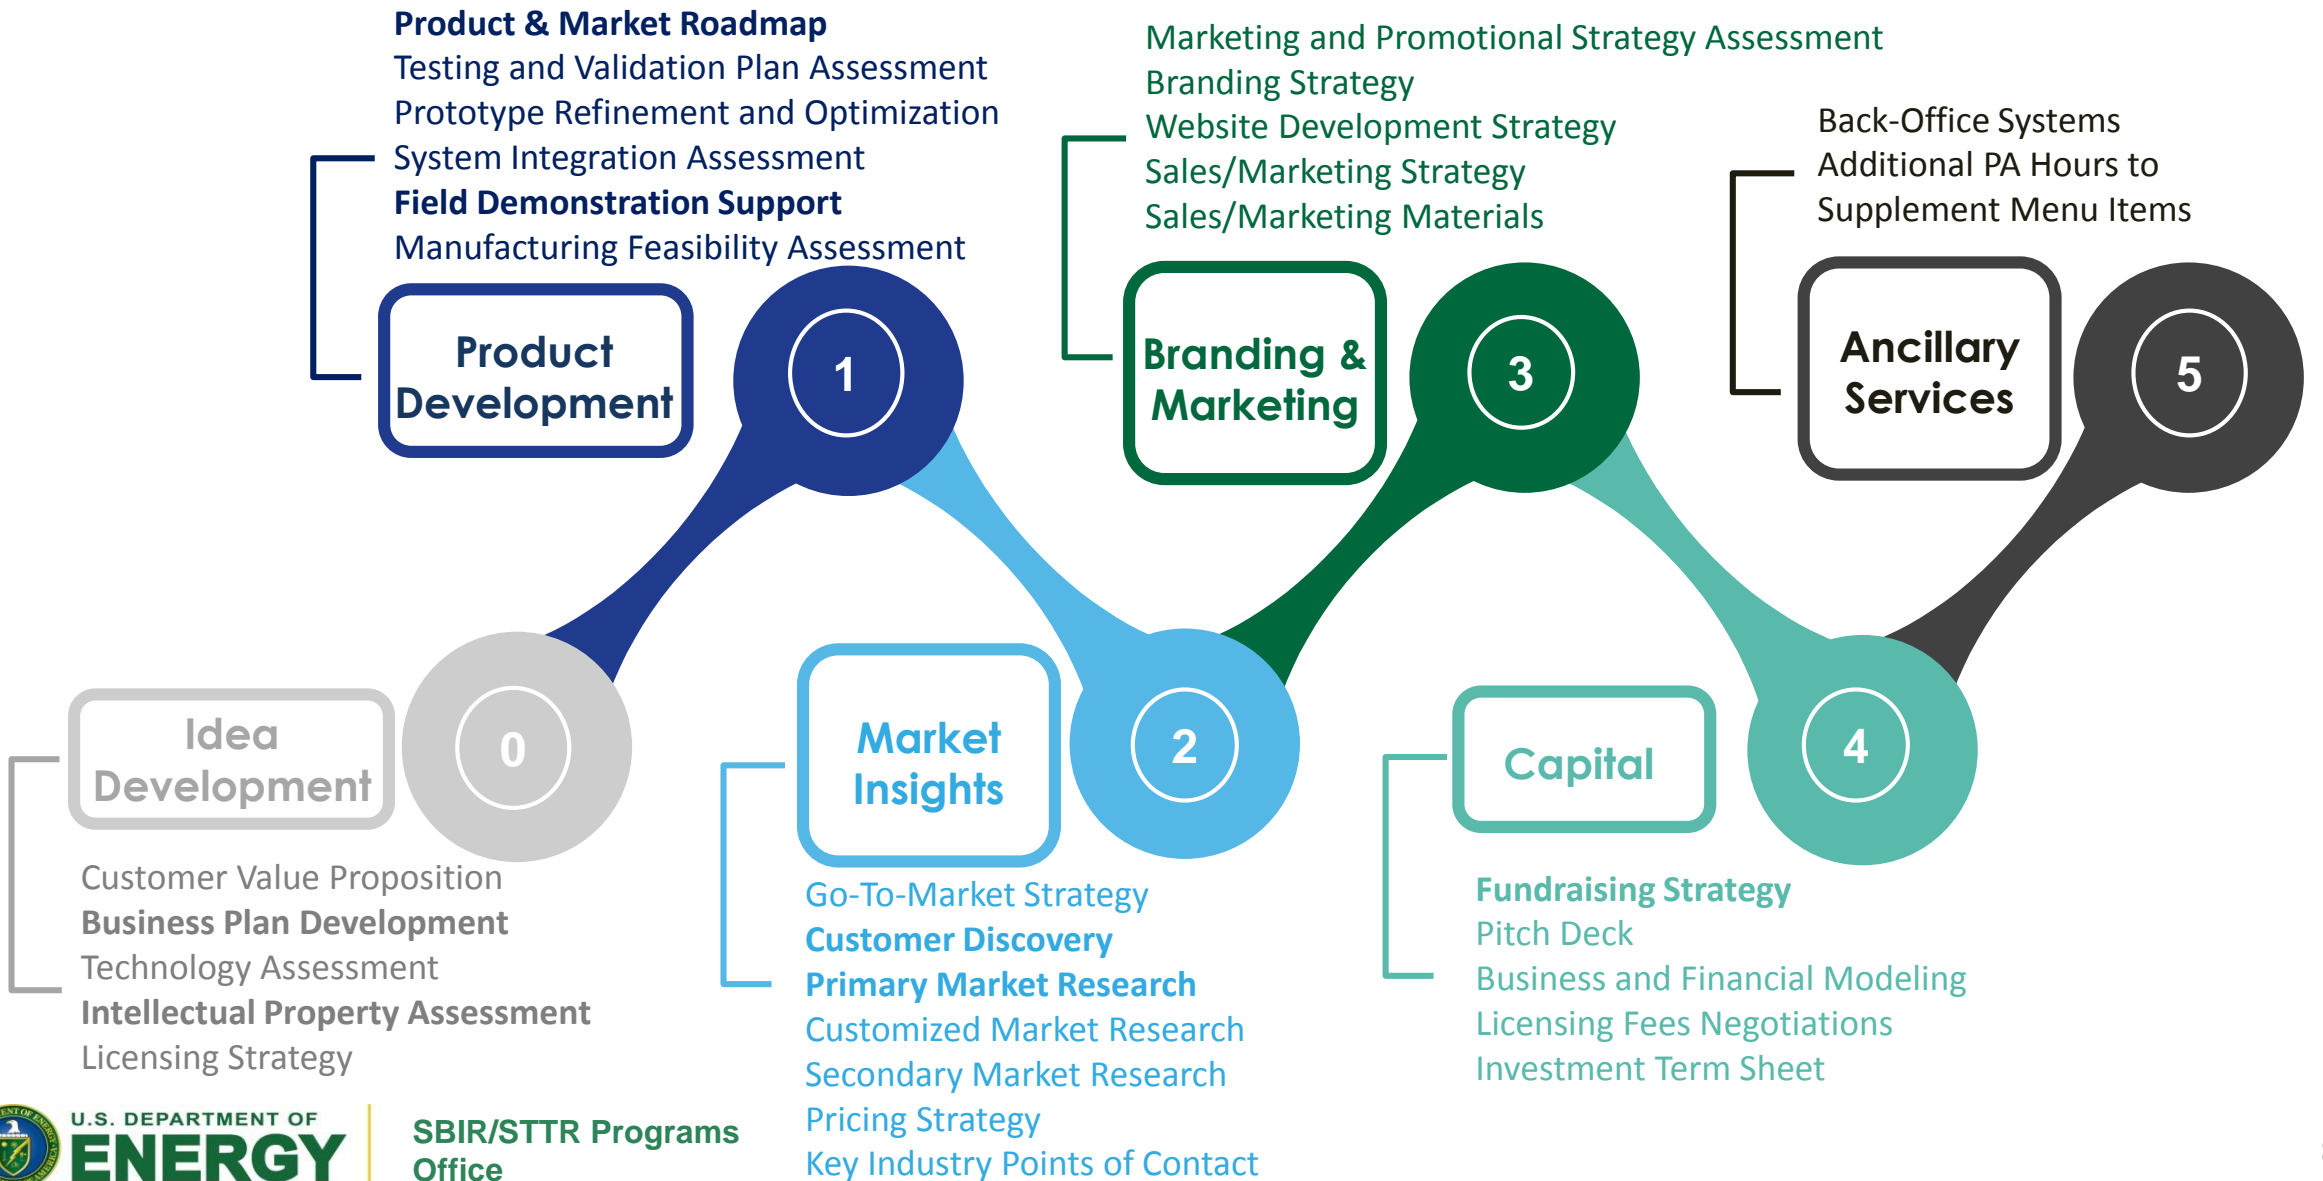 Product & Market Roadmap
Testing and Validation Plan Assessment
Prototype Refinement and Optimization
System Integration Assessment
Field Demonstration Support
Manufacturing Feasibility Assessment
Product
Development
1
Marketing and Promotional Strategy Assessment
Branding Strategy
Website Development Strategy
Sales/Marketing Strategy
Sales/Marketing Materials
Branding &
Marketing
3
Back-Office Systems
Additional PA Hours to
Supplement Menu Items
Ancillary
Services
5
Idea
Development
0
Customer Value Proposition
Business Plan Development
Technology Assessment
Intellectual Property Assessment
Licensing Strategy
Market
Insights
2
Go-To-Market Strategy
Customer Discovery
Primary Market Research
Customized Market Research
Secondary Market Research
Pricing Strategy
Key Industry Points of Contact
Capital
4
Fundraising Strategy
Pitch Deck
Business and Financial Modeling
Licensing Fees Negotiations
Investment Term Sheet
U.S. DEPARTMENT OF
ENERGY
SBIR/STTR Programs
Office